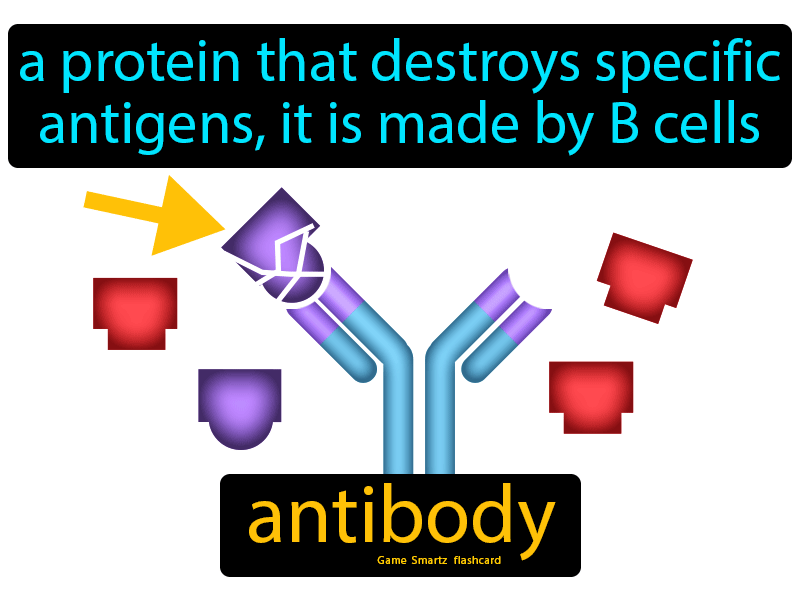 a protein that destroys specific
antigens, it is made by B cells
antibody
Game Smartz flashcard